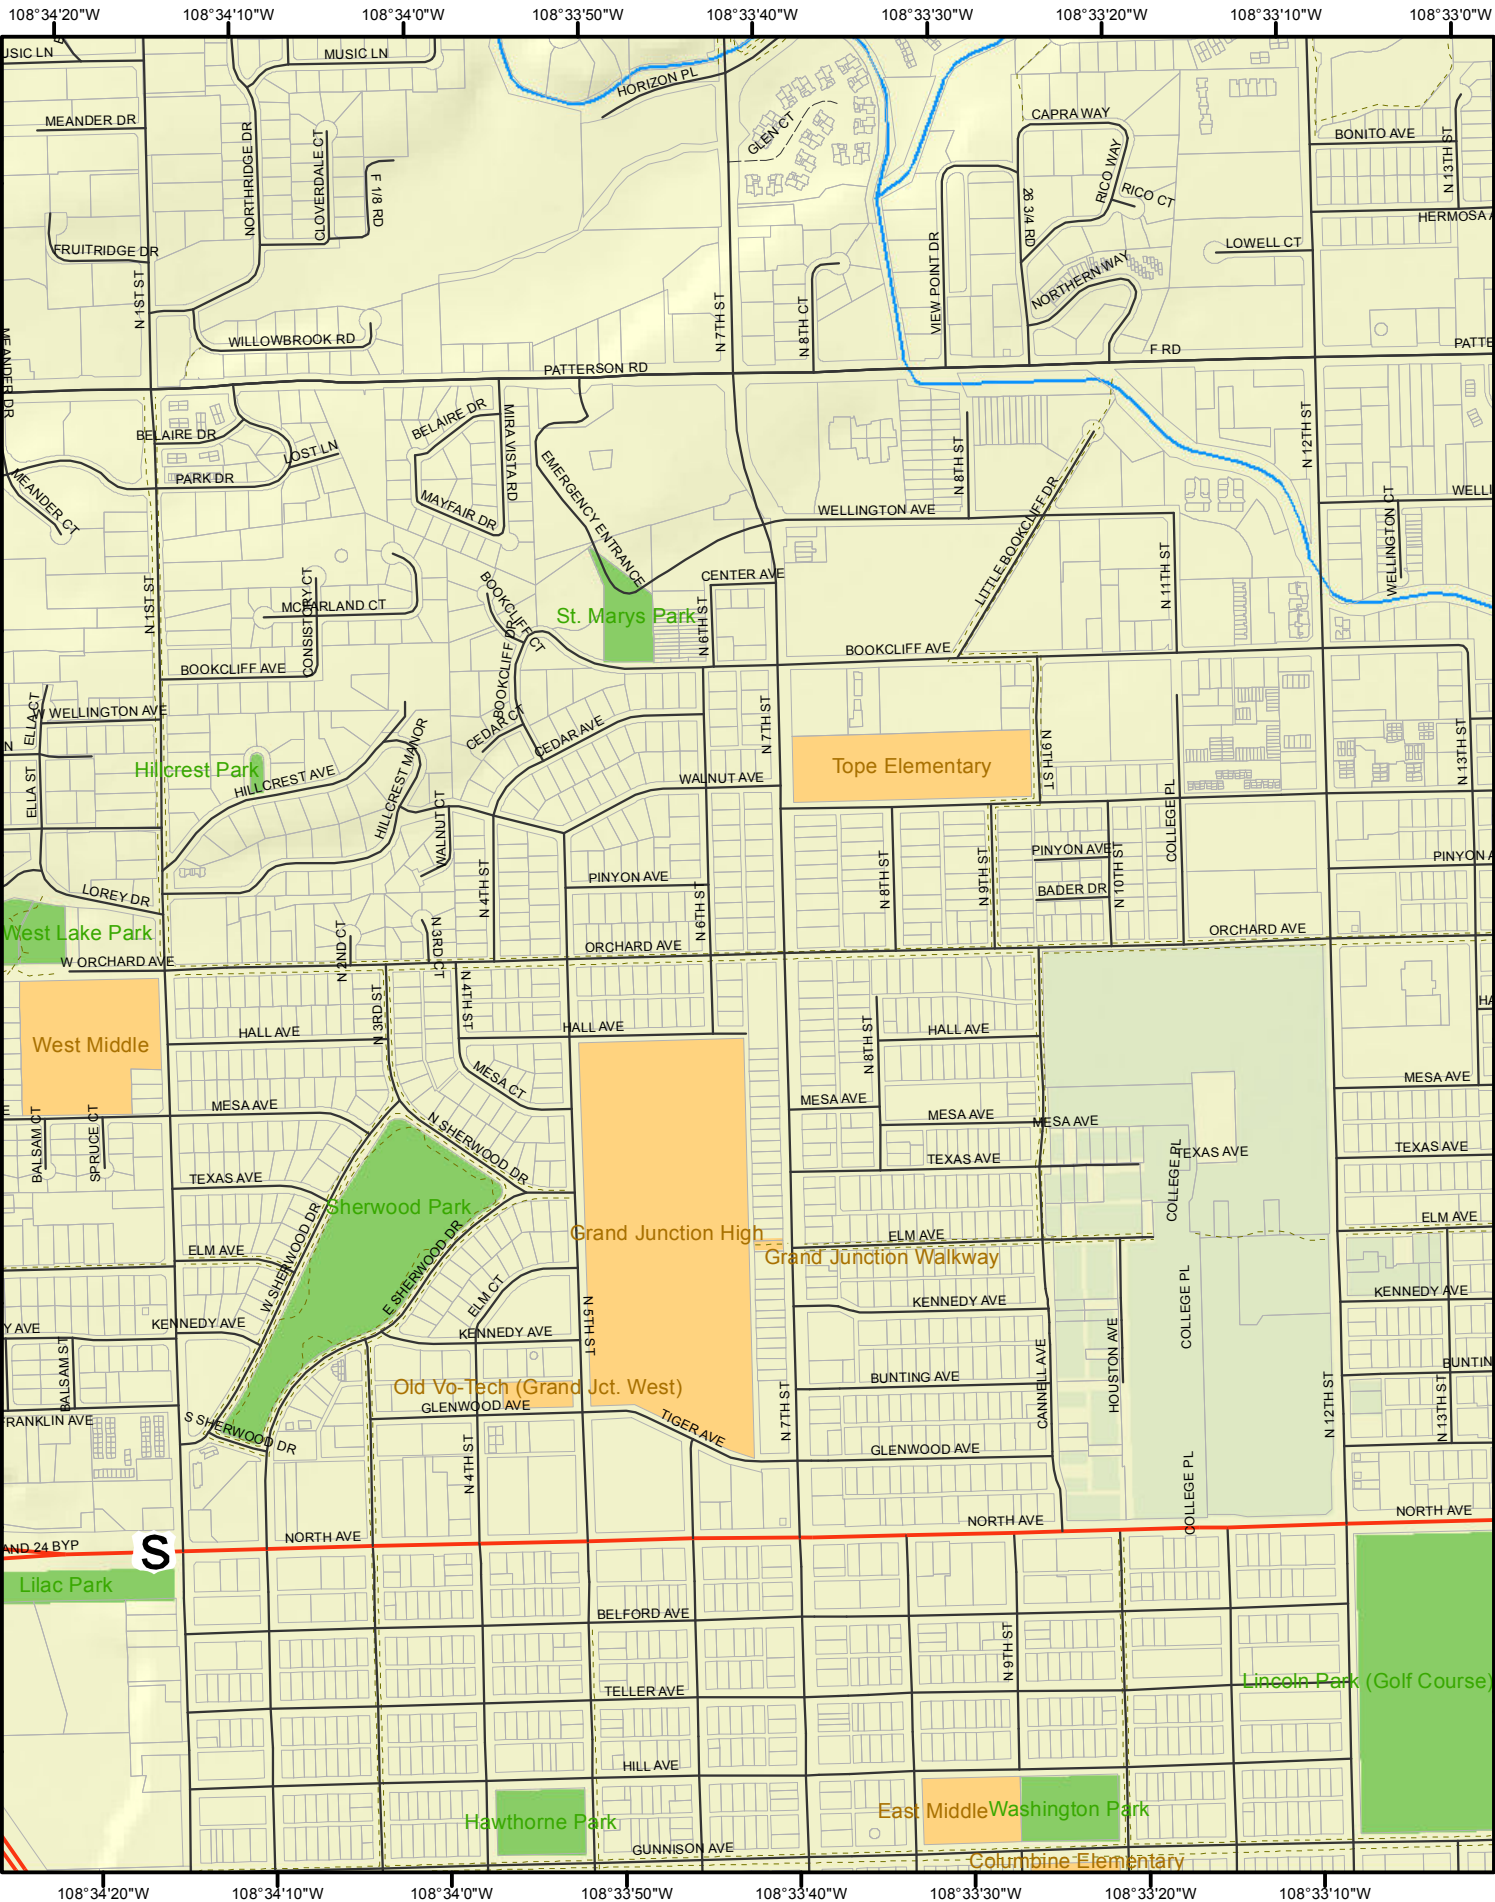 108°34'20"W 108°34'10"W 108°34'0"W 108°33'50"W 108°33'40"W 108°33'30"W 108°33'20"W 108°33'10"W 108°33'0"W
USIC LN
MUSIC LN
HORIZON PL
MEANDER DR
NORTHRIDGE DR
CLOVERDALE CT
F 1/8 RD
GLEN CT
CAPRA WAY
RICO WAY
RICO CT
BONITO AVE
N 13TH ST
HERMOSA A
FRUITRIDGE DR
N 1ST ST
26 3/4 RD
LOWELL CT
NORTHERN WAY
VIEW POINT DR
N 7TH ST
N 8TH CT
WILLOWBROOK RD
PATTERSON RD
F RD
PATTE
MEANDER DR
BELAIRE DR
BELAIRE DR
MIRA VISTA RD
LOST LN
PARK DR
MEANDER CT
MAYFAIR DR
EMERGENCY ENTRANCE
WELLINGTON AVE
N 8TH ST
LITTLE BOOKCLIFF DR
N 12TH ST
WELLI
WELLINGTON CT
N 11TH ST
N 1ST ST
CENTER AVE
BOOKCLIFF CT
MCFARLAND CT
CONSISTORY CT
St. Marys Park
N 6TH ST
BOOKCLIFF AVE
BOOKCLIFF AVE
BOOKCLIFF DR
ELLA CT
W WELLINGTON AVE
N
CEDAR CT
CEDAR AVE
N 7TH ST
N 9TH ST
N 13TH ST
Hillcrest Park
HILLCREST AVE
HILLCREST MANOR
Tope Elementary
WALNUT AVE
ELLA ST
WALNUT CT
COLLEGE PL
PINYON AVE
PINYON AVE
PINYON A
BADER DR
N 10TH ST
N 4TH ST
N 8TH ST
N 9TH ST
LOREY DR
N 6TH ST
West Lake Park
W ORCHARD AVE
N 2ND CT
N 3RD CT
ORCHARD AVE
ORCHARD AVE
N 3RD ST
N 4TH ST
HALL AVE
HALL AVE
HALL AVE
HA
West Middle
N 8TH ST
MESA CT
MESA AVE
MESA AVE
MESA AVE
MESA AVE
MESA AVE
E
BALSAM CT
SPRUCE CT
N SHERWOOD DR
TEXAS AVE
TEXAS AVE
TEXAS AVE
TEXAS AVE
COLLEGE PL
Sherwood Park
Grand Junction High
Grand Junction Walkway
ELM AVE
ELM AVE
ELM AVE
W SHERWOOD DR
E SHERWOOD DR
ELM CT
KENNEDY AVE
KENNEDY AVE
KENNEDY AVE
KENNEDY AVE
Y AVE
N 5TH ST
COLLEGE PL
BALSAM ST
BUNTING AVE
BUNTIN
CANNELL AVE
HOUSTON AVE
Old Vo-Tech (Grand Jct. West)
GLENWOOD AVE
TIGER AVE
GLENWOOD AVE
FRANKLIN AVE
S SHERWOOD DR
N 7TH ST
N 12TH ST
N 13TH ST
N 4TH ST
COLLEGE PL
NORTH AVE
NORTH AVE
NORTH AVE
AND 24 BYP
S
Lilac Park
BELFORD AVE
N 9TH ST
TELLER AVE
Lincoln Park (Golf Course)
HILL AVE
Hawthorne Park
East Middle
Washington Park
GUNNISON AVE
Columbine Elementary
108°34'20"W 108°34'10"W 108°34'0"W 108°33'50"W 108°33'40"W 108°33'30"W 108°33'20"W 108°33'10"W